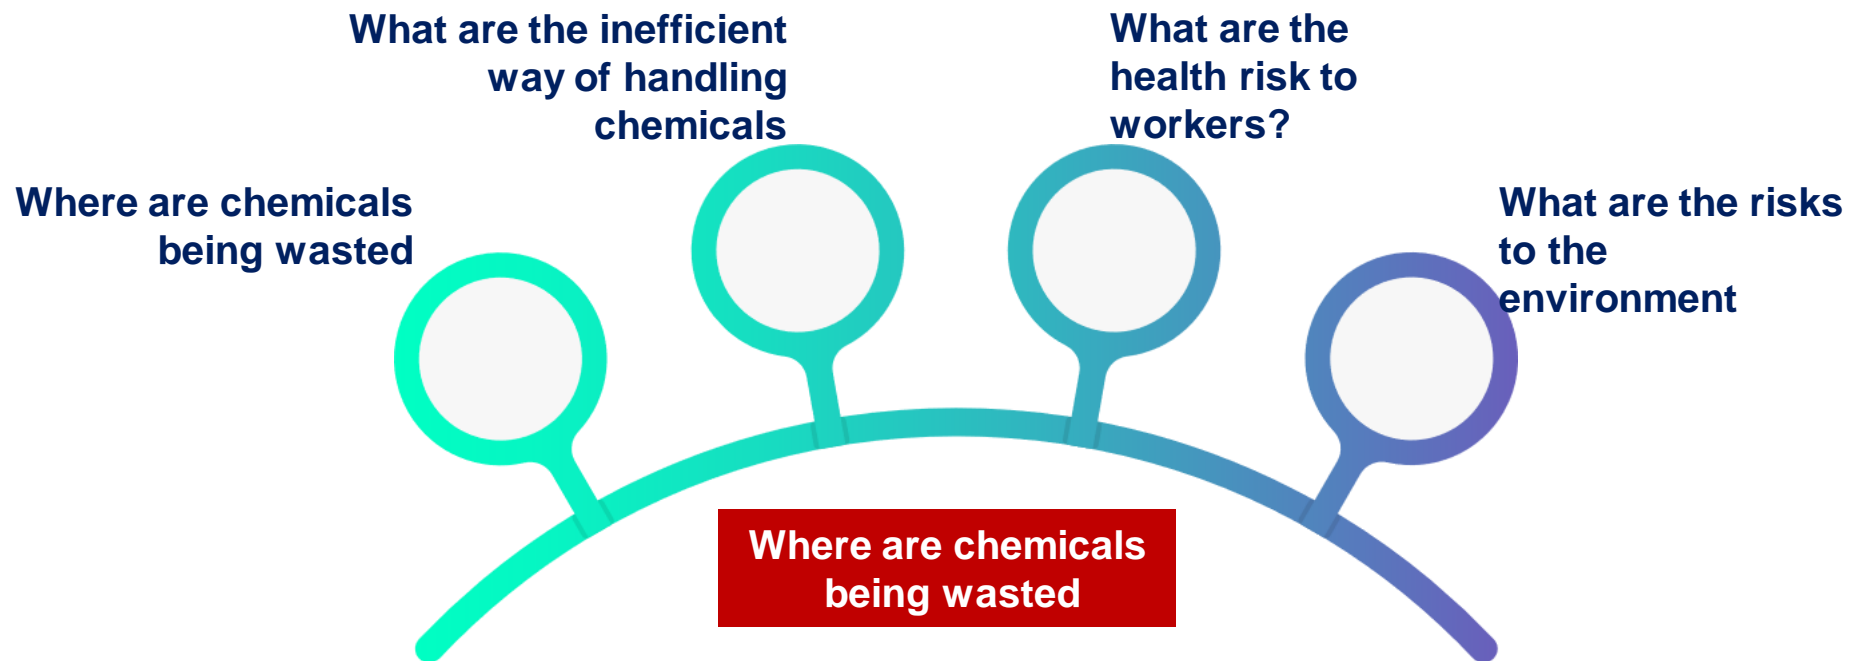 What are the inefficient
way of handling
chemicals
What are the
health risk to
workers?
Where are chemicals
being wasted
What are the risks
to the
environment
Where are chemicals
being wasted